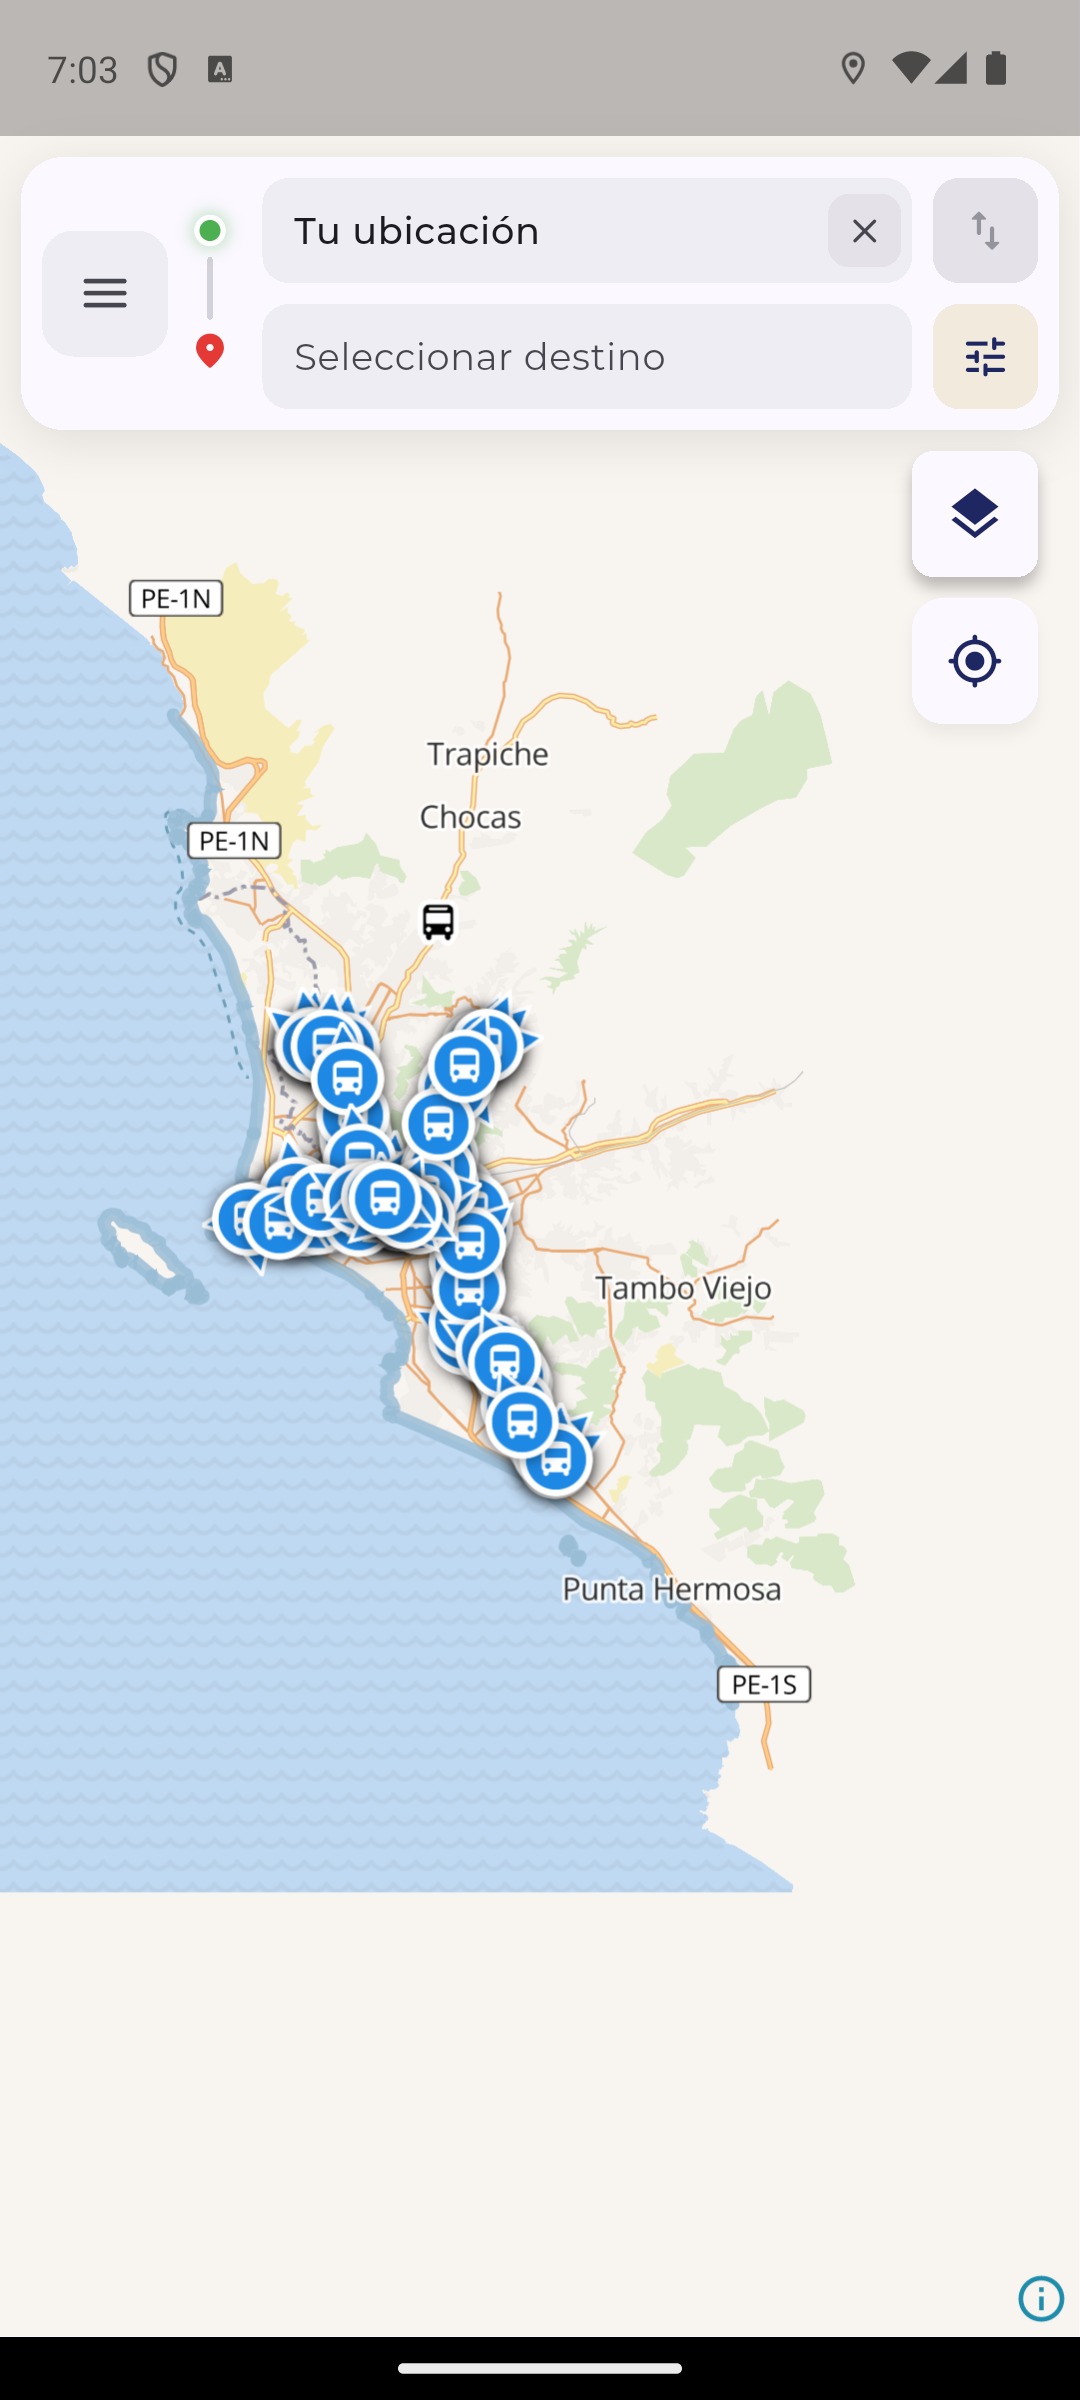 7:03
Tu ubicación
Seleccionar destino
PE-1N
Trapiche
Chocas
PE-1N
Tambo Viejo
Punta Hermosa
PE-1S